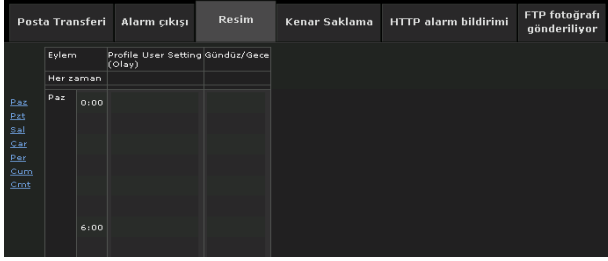 Posta Transferi
Alarm çıkışı
Resim
Kenar Saklama
HTTP alarm bildirimi
FTP fotoğrafı
gönderiliyor
Eylem
Profile User Setting
(Olay)
Gündüz/Gece
Her zaman
Paz
Pzt
Sal
Car
Per
Cum
Cmt
Paz
0:00
6:00